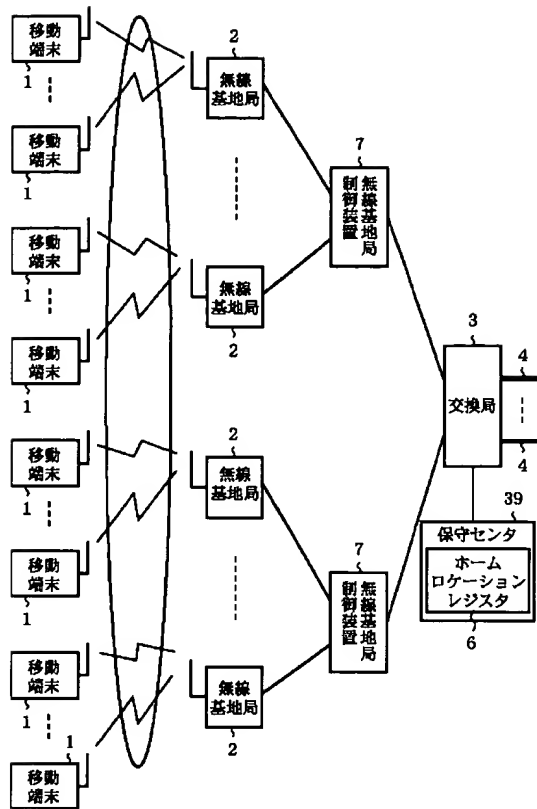 移動
端末
1
移動
端末
1
移動
端末
1
移動
端末
1
移動
端末
1
移動
端末
1
移動
端末
1
1
移動
端末
2
無線
基地局
無線
基地局
2
2
無線
基地局
無線
基地局
2
7
無線基地局
制御装置
7
無線基地局
制御装置
3
交換局
4
4
39
保守センタ
ホーム
ロケーション
レジスタ
6